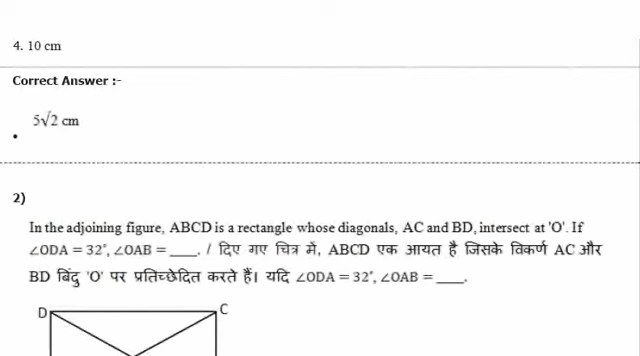 4. 10 cm
Correct Answer :-
5√2 cm
2)
In the adjoining figure, ABCD is a rectangle whose diagonals, AC and BD, intersect at 'O'. If
∠ODA = 32˚, ∠OAB = ____. / दिए गए चित्र में, ABCD एक आयत है जिसके विकर्ण AC और
BD बिंदु 'O' पर प्रतिच्छेदित करते हैं। यदि ∠ODA = 32˚, ∠OAB = ____.
D C